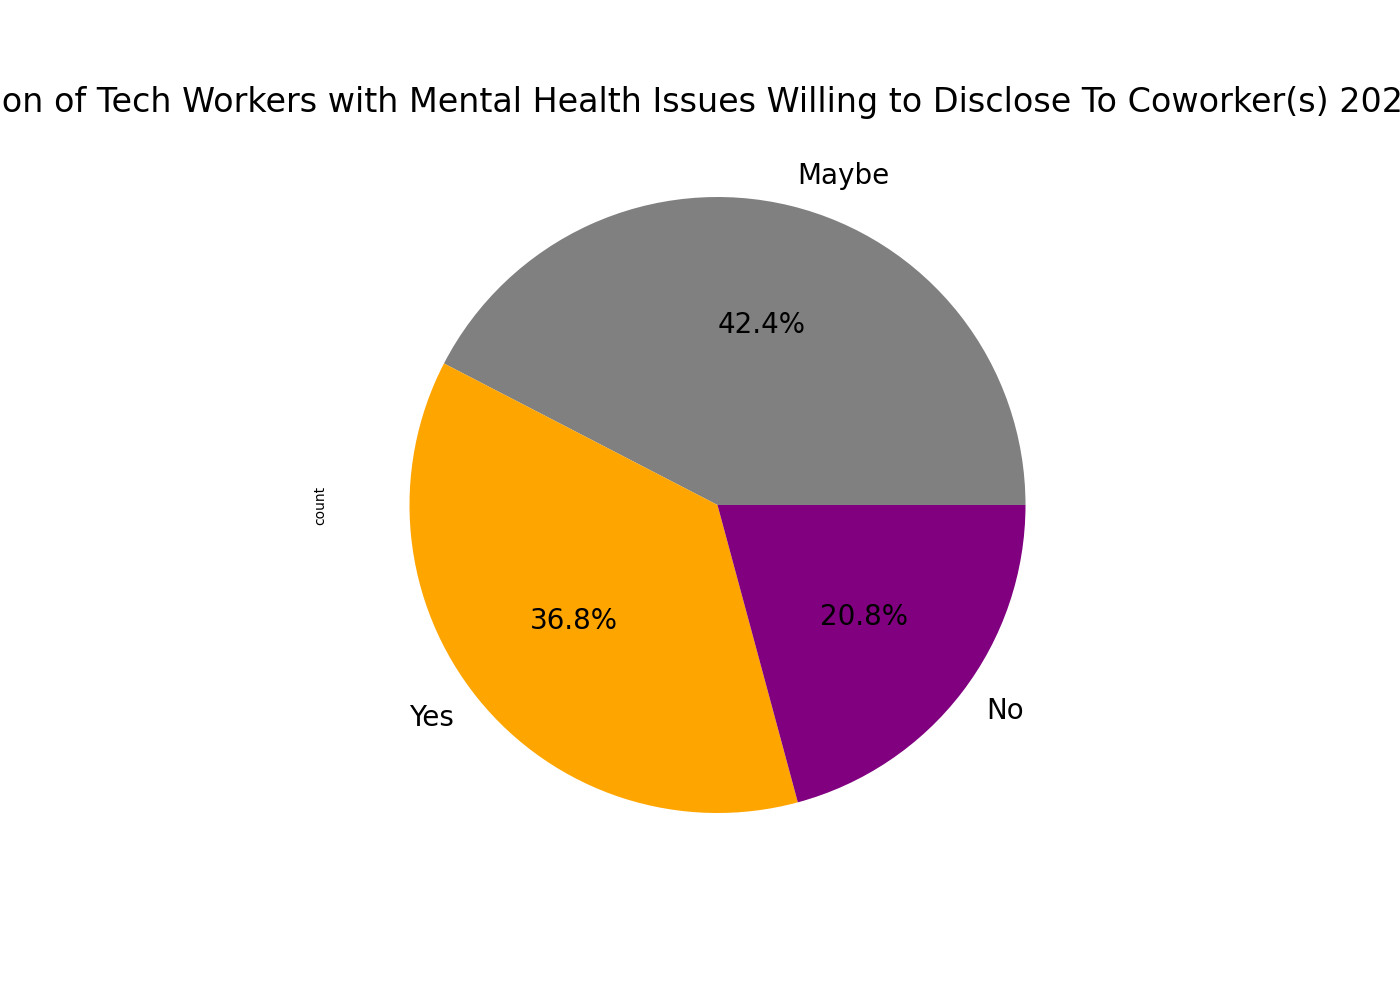 on of Tech Workers with Mental Health Issues Willing to Disclose To Coworker(s) 202
Maybe
42.4%
count
36.8%
20.8%
Yes
No